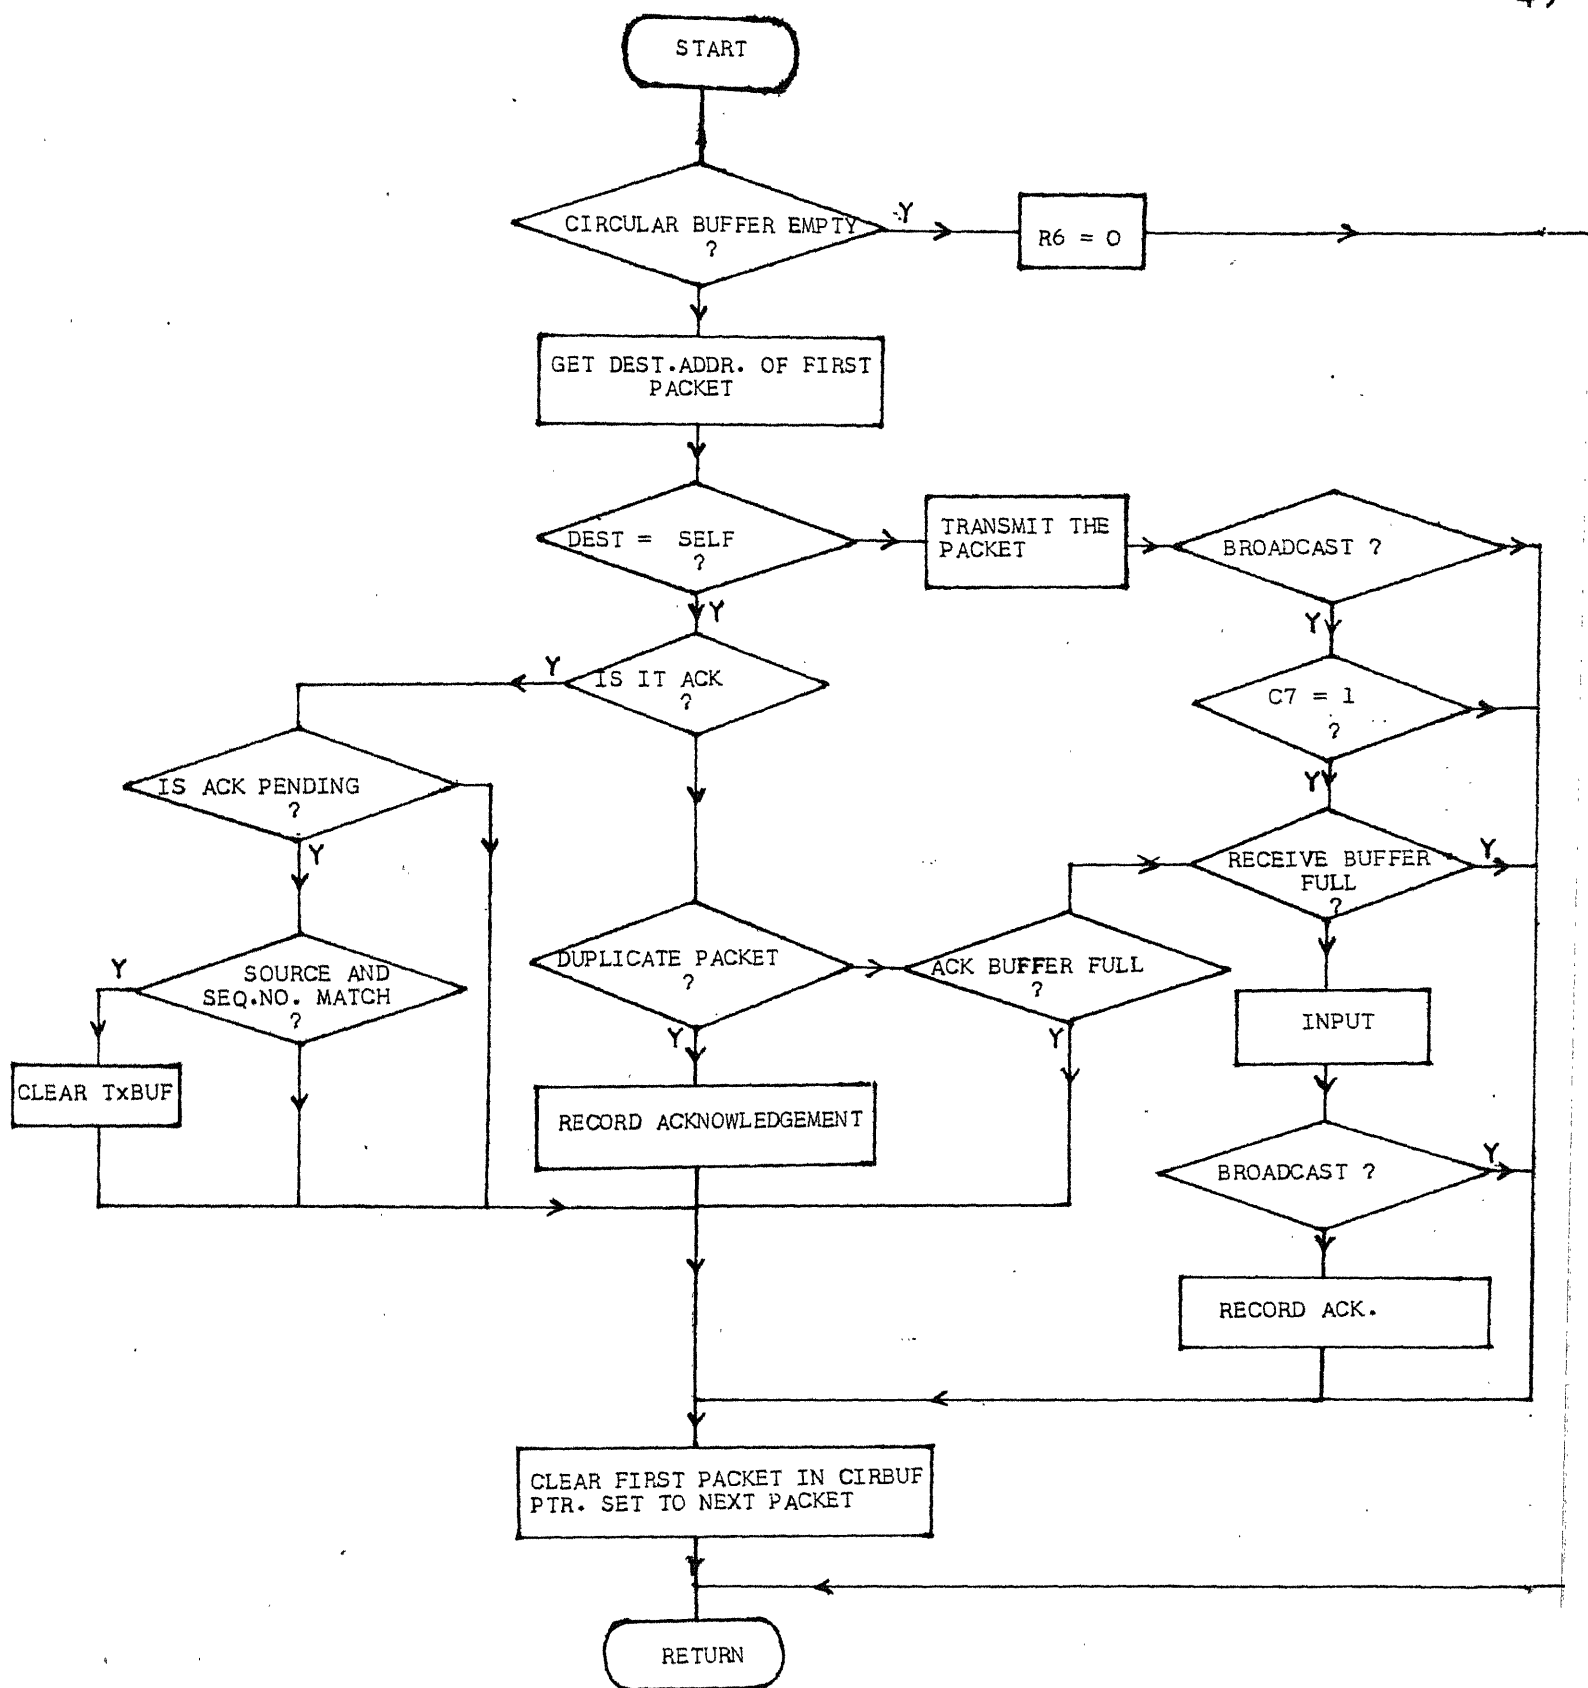 START
CIRCULAR BUFFER EMPTY
?
Y
R6 = 0
GET DEST.ADDR. OF FIRST
PACKET
DEST = SELF
?
TRANSMIT THE
PACKET
BROADCAST ?
Y
Y
IS IT ACK
?
Y
C7 = 1
?
Y
IS ACK PENDING
?
Y
RECEIVE BUFFER
FULL
?
Y
SOURCE AND
SEQ.NO. MATCH
?
Y
DUPLICATE PACKET
?
Y
ACK BUFFER FULL
?
Y
INPUT
CLEAR TxBUF
RECORD ACKNOWLEDGEMENT
BROADCAST ?
Y
RECORD ACK.
CLEAR FIRST PACKET IN CIRBUF
PTR. SET TO NEXT PACKET
RETURN